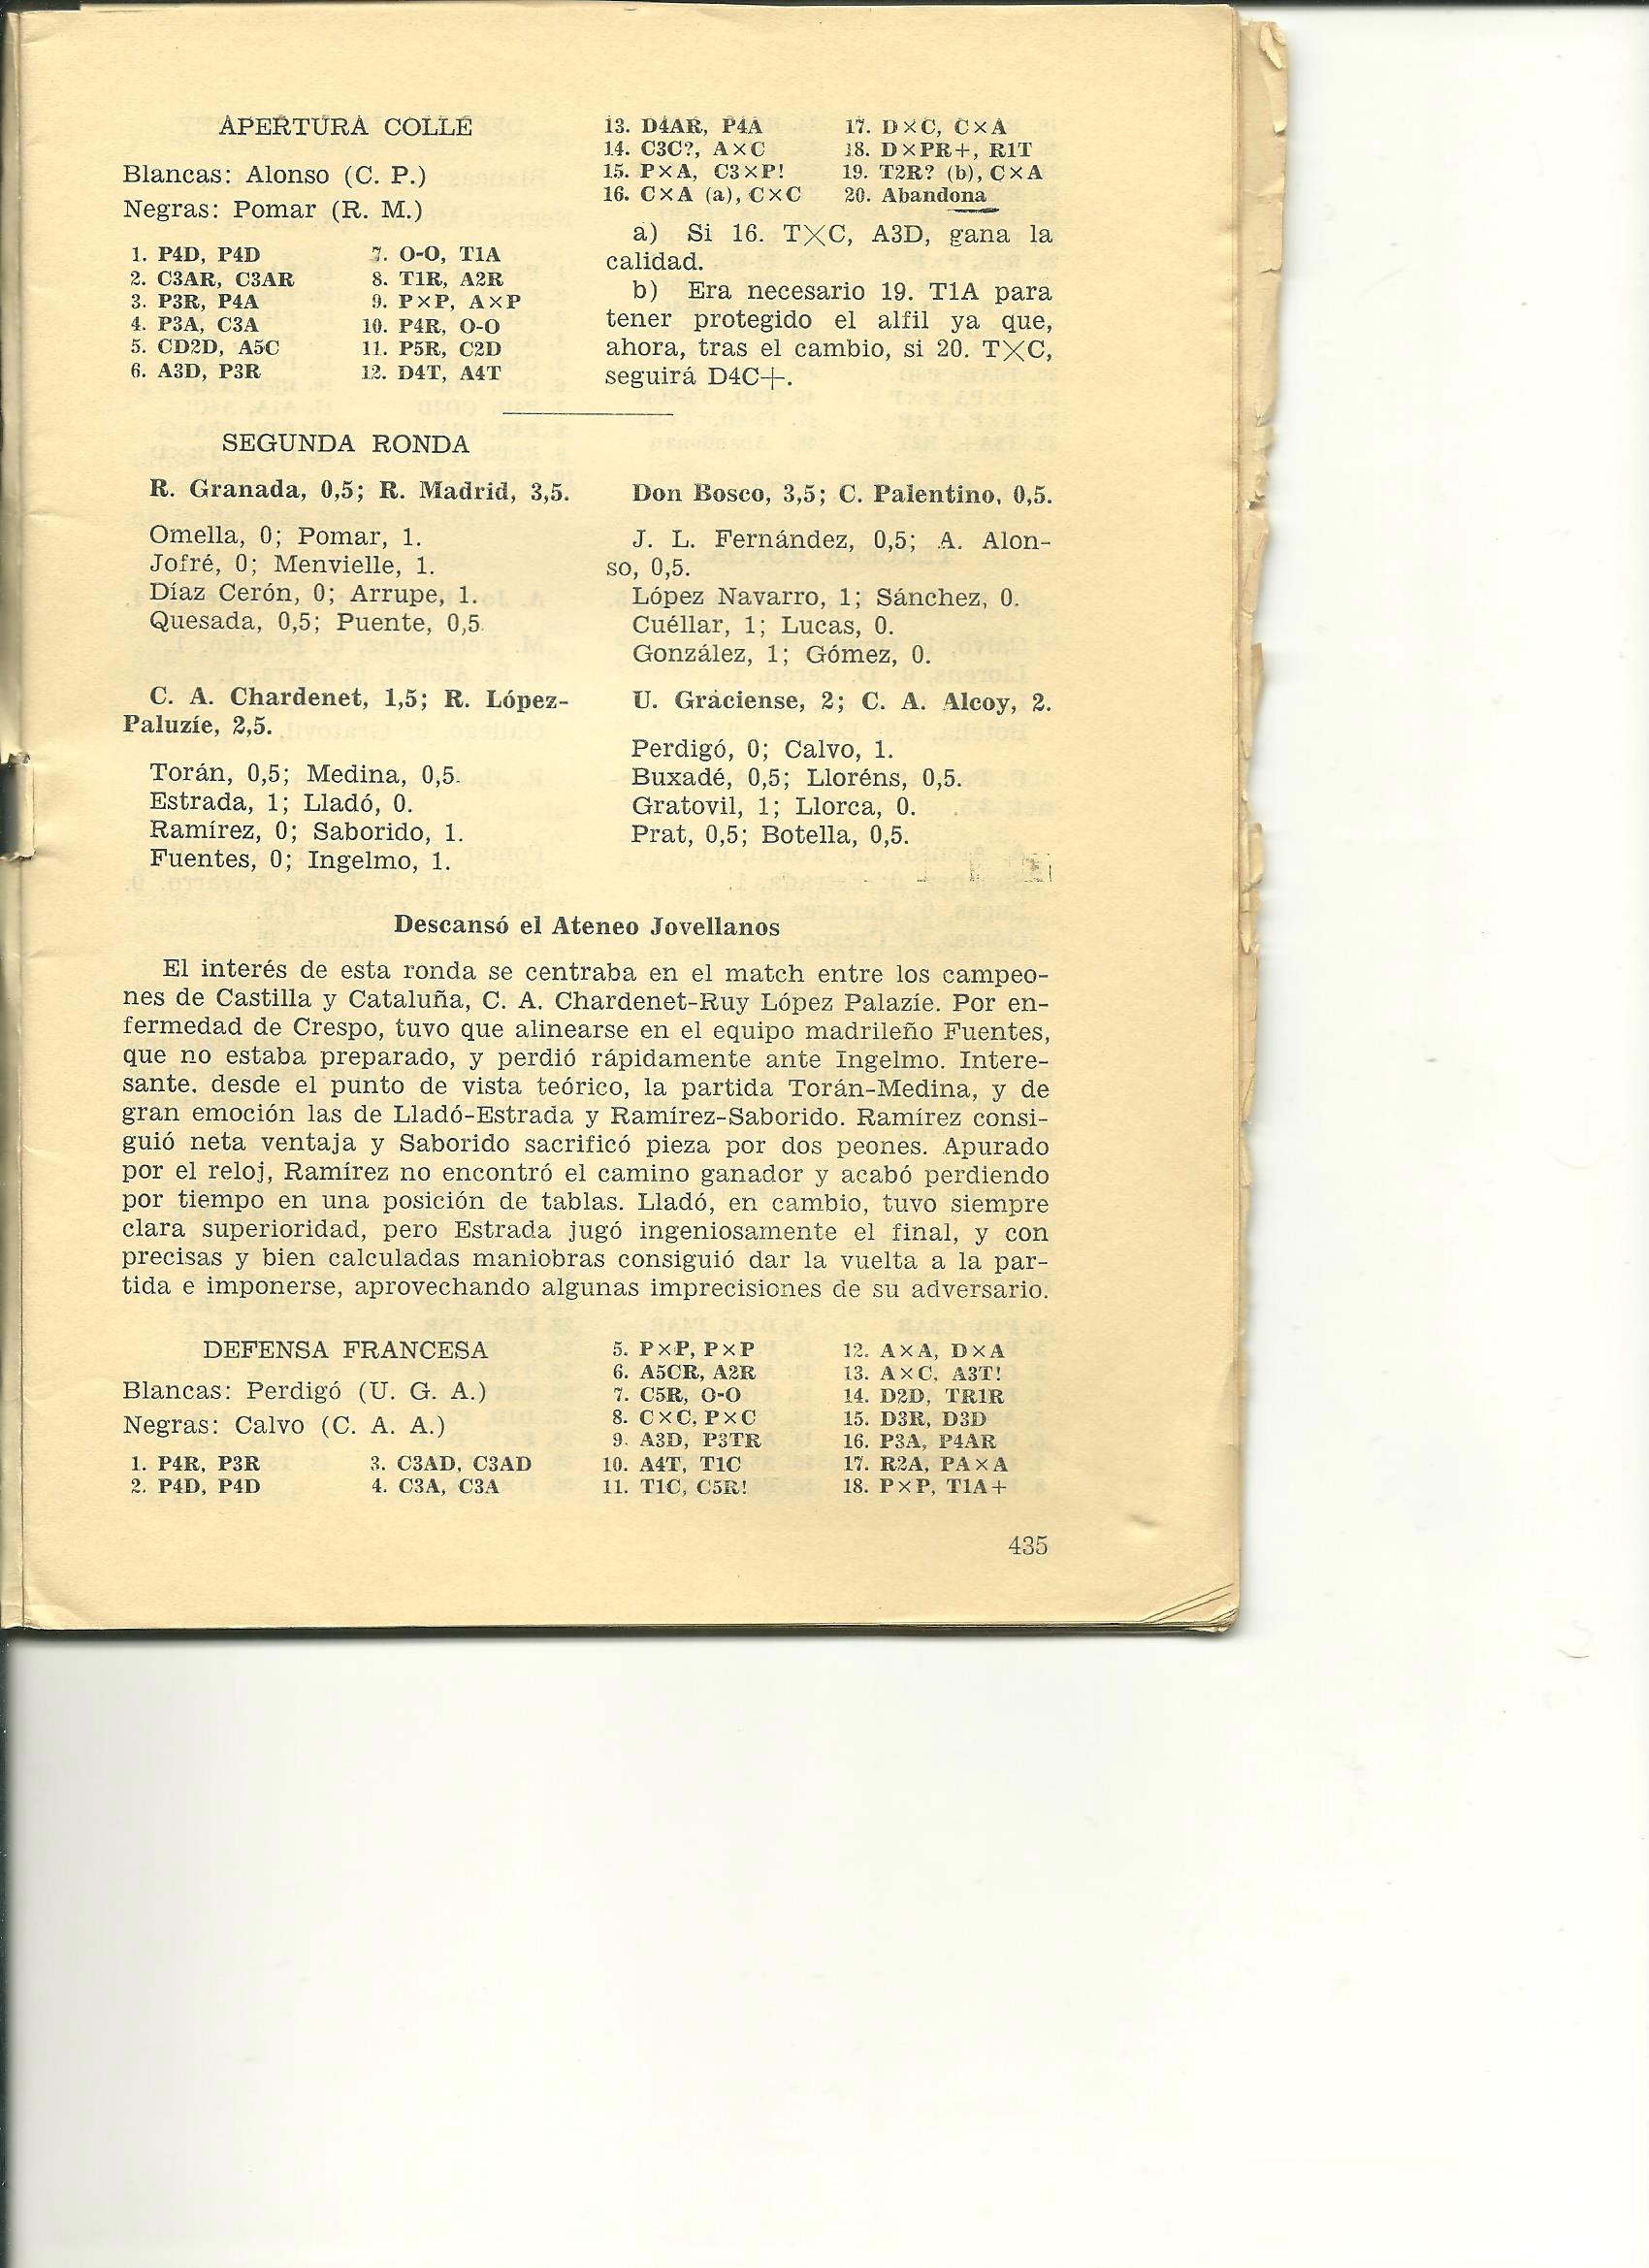 APERTURA COLLE
Blancas: Alonso (C. P.)
Negras: Pomar (R. M.)
1. P4D, P4D
2. C3AR, C3AR
3. P3R, P4A
4. P3A, C3A
5. CD2D, A5C
6. A3D, P3R
7. O-O, T1A
8. T1R, A2R
9. P×P, A×P
10. P4R, O-O
11. P5R, C2D
12. D4T, A4T
13. D4AR, P4A
14. C3C?, A×C
15. P×A, C3×P!
16. C×A (a), C×C
17. D×C, C×A
18. D×PR+, R1T
19. T2R? (b), C×A
20. Abandona
a) Si 16. T×C, A3D, gana la
calidad.
b) Era necesario 19. T1A para
tener protegido el alfil ya que,
ahora, tras el cambio, si 20. T×C,
seguirá D4C+.
SEGUNDA RONDA
R. Granada, 0,5; R. Madrid, 3,5.
Omella, 0; Pomar, 1.
Jofré, 0; Menvielle, 1.
Díaz Cerón, 0; Arrupe, 1.
Quesada, 0,5; Puente, 0,5.
C. A. Chardenet, 1,5; R. López-
Paluzíe, 2,5.
Torán, 0,5; Medina, 0,5.
Estrada, 1; Lladó, 0.
Ramírez, 0; Saborido, 1.
Fuentes, 0; Ingelmo, 1.
Don Bosco, 3,5; C. Palentino, 0,5.
J. L. Fernández, 0,5; A. Alon-
so, 0,5.
López Navarro, 1; Sánchez, 0.
Cuéllar, 1; Lucas, 0.
González, 1; Gómez, 0.
U. Graciense, 2; C. A. Alcoy, 2.
Perdigó, 0; Calvo, 1.
Buxadé, 0,5; Lloréns, 0,5.
Gratovil, 1; Llorca, 0.
Prat, 0,5; Botella, 0,5.
Descansó el Ateneo Jovellanos
El interés de esta ronda se centraba en el match entre los campeo-
nes de Castilla y Cataluña, C. A. Chardenet-Ruy López Palazíe. Por en-
fermedad de Crespo, tuvo que alinearse en el equipo madrileño Fuentes,
que no estaba preparado, y perdió rápidamente ante Ingelmo. Intere-
sante. desde el punto de vista teórico, la partida Torán-Medina, y de
gran emoción las de Lladó-Estrada y Ramírez-Saborido. Ramírez consi-
guió neta ventaja y Saborido sacrificó pieza por dos peones. Apurado
por el reloj, Ramírez no encontró el camino ganador y acabó perdiendo
por tiempo en una posición de tablas. Lladó, en cambio, tuvo siempre
clara superioridad, pero Estrada jugó ingeniosamente el final, y con
precisas y bien calculadas maniobras consiguió dar la vuelta a la par-
tida e imponerse, aprovechando algunas imprecisiones de su adversario.
DEFENSA FRANCESA
Blancas: Perdigó (U. G. A.)
Negras: Calvo (C. A. A.)
1. P4R, P3R
2. P4D, P4D
3. C3AD, C3AD
4. C3A, C3A
5. P×P, P×P
6. A5CR, A2R
7. C5R, O-O
8. C×C, P×C
9. A3D, P3TR
10. A4T, T1C
11. T1C, C5R!
12. A×A, D×A
13. A×C, A3T!
14. D2D, TR1R
15. D3R, D3D
16. P3A, P4AR
17. R2A, PA×A
18. P×P, T1A+
435